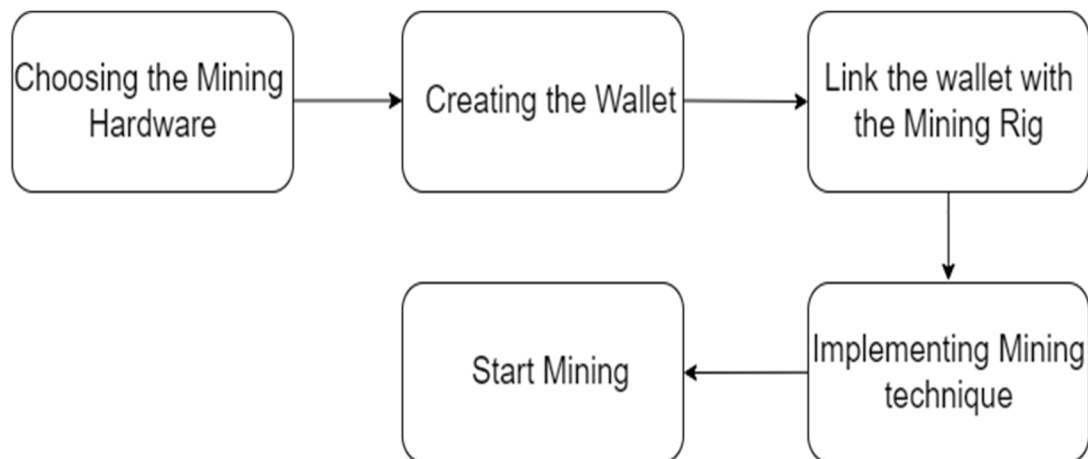 Choosing the Mining
Hardware
Creating the Wallet
Link the wallet with
the Mining Rig
Implementing Mining
technique
Start Mining